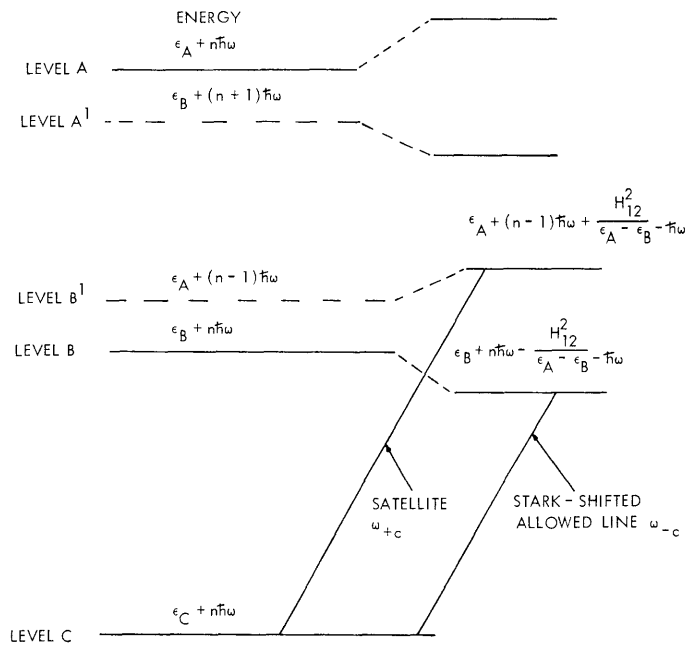 ENERGY
ϵ_A + nℏω
LEVEL A
ϵ_B + (n + 1)ℏω
LEVEL A¹
ϵ_A + (n - 1)ℏω + H²₁₂ / (ϵ_A - ϵ_B - ℏω)
ϵ_A + (n - 1)ℏω
LEVEL B¹
ϵ_B + nℏω
LEVEL B
ϵ_B + nℏω - H²₁₂ / (ϵ_A - ϵ_B - ℏω)
SATELLITE
ω_+c
STARK - SHIFTED
ALLOWED LINE ω_-c
ϵ_C + nℏω
LEVEL C